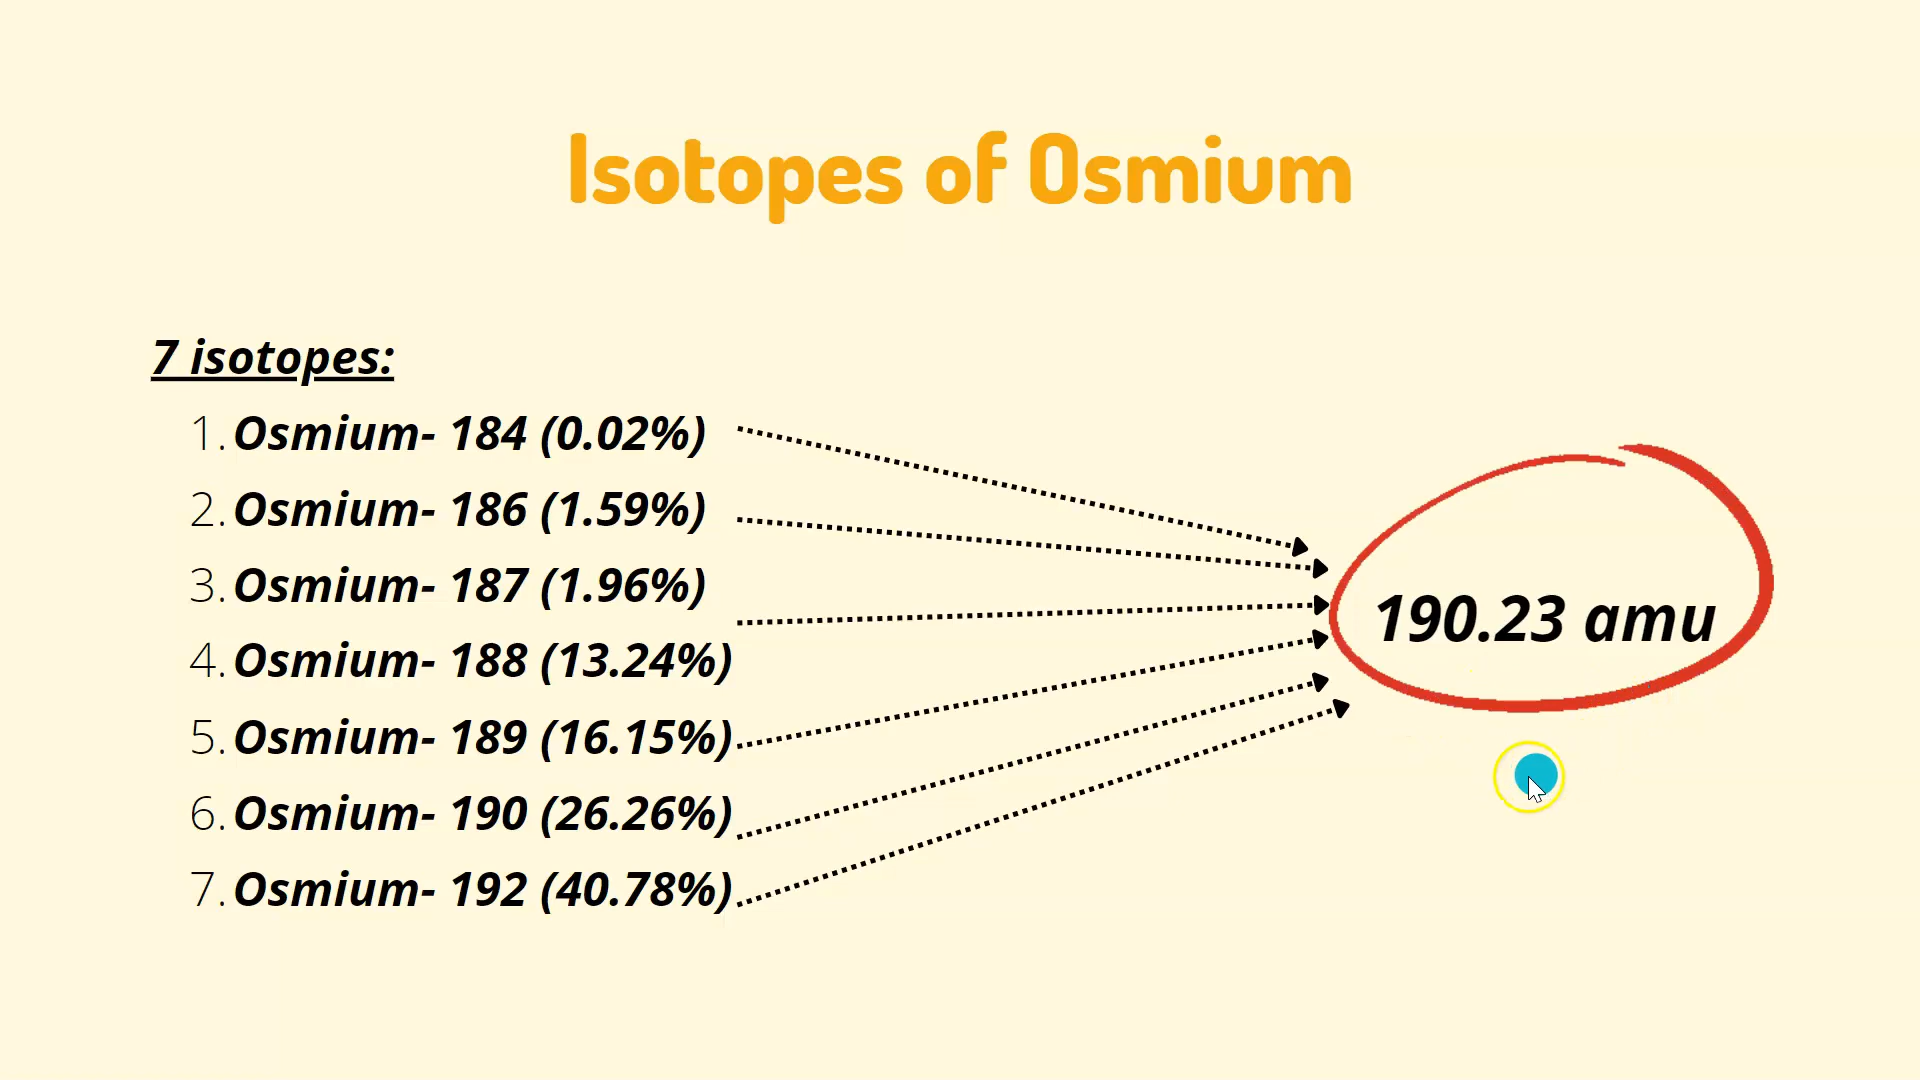 Isotopes of Osmium
7 isotopes:
1. Osmium- 184 (0.02%)
2. Osmium- 186 (1.59%)
3. Osmium- 187 (1.96%)
4. Osmium- 188 (13.24%)
5. Osmium- 189 (16.15%)
6. Osmium- 190 (26.26%)
7. Osmium- 192 (40.78%)
190.23 amu